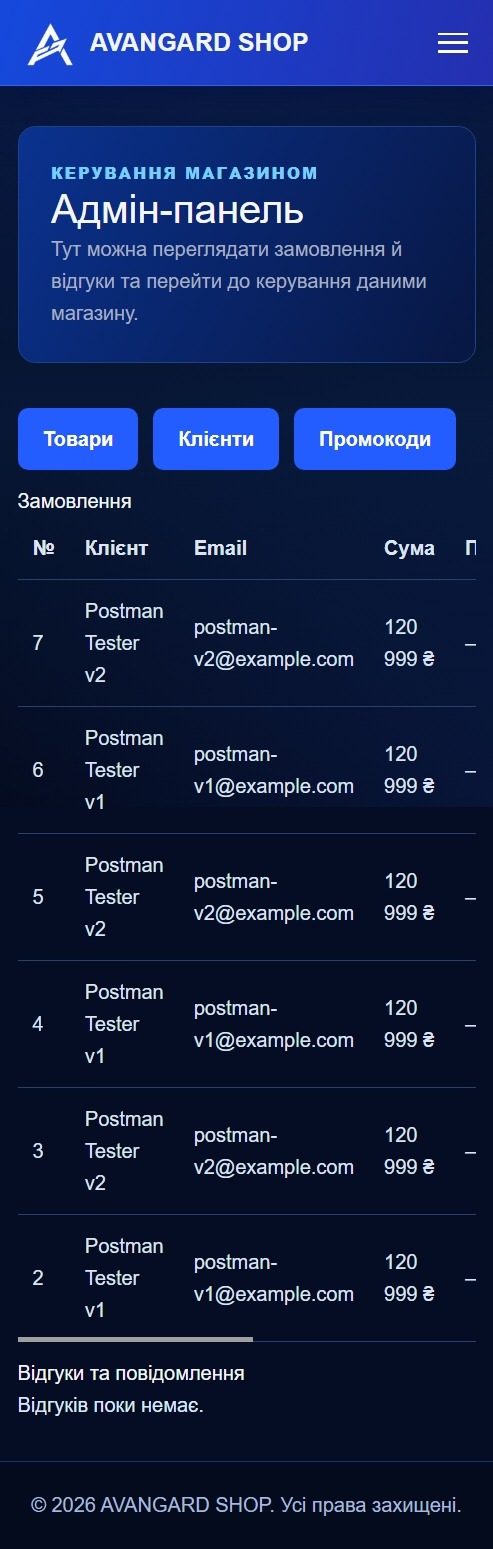 AVANGARD SHOP
КЕРУВАННЯ МАГАЗИНОМ
Адмін-панель
Тут можна переглядати замовлення й
відгуки та перейти до керування даними
магазину.
Товари Клієнти Промокоди
Замовлення
№ Клієнт Email Сума
7 Postman Tester v2 postman-v2@example.com 120 999 ₴ –
6 Postman Tester v1 postman-v1@example.com 120 999 ₴ –
5 Postman Tester v2 postman-v2@example.com 120 999 ₴ –
4 Postman Tester v1 postman-v1@example.com 120 999 ₴ –
3 Postman Tester v2 postman-v2@example.com 120 999 ₴ –
2 Postman Tester v1 postman-v1@example.com 120 999 ₴ –
Відгуки та повідомлення
Відгуків поки немає.
© 2026 AVANGARD SHOP. Усі права захищені.